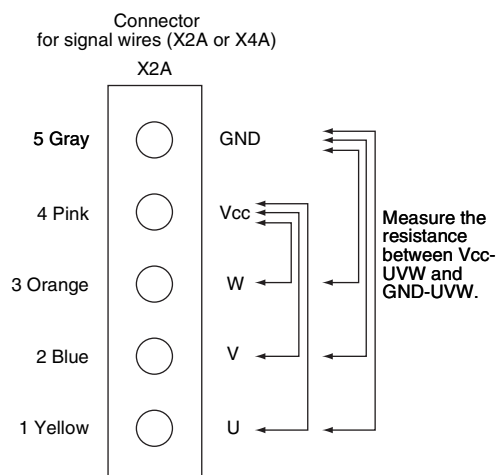 Connector
for signal wires (X2A or X4A)
X2A
5 Gray GND
4 Pink Vcc
3 Orange W
2 Blue V
1 Yellow U
Measure the
resistance
between Vcc-
UVW and
GND-UVW.